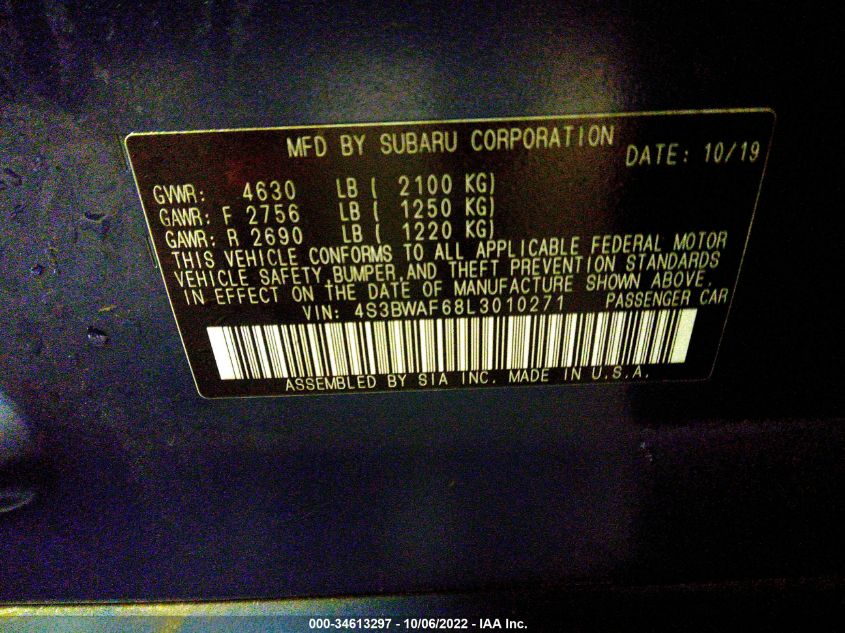 MFD BY SUBARU CORPORATION
DATE: 10/19
GVWR: 4630 LB ( 2100 KG)
GAWR: F 2756 LB ( 1250 KG)
GAWR: R 2690 LB ( 1220 KG)
THIS VEHICLE CONFORMS TO ALL APPLICABLE FEDERAL MOTOR
VEHICLE SAFETY, BUMPER, AND THEFT PREVENTION STANDARDS
IN EFFECT ON THE DATE OF MANUFACTURE SHOWN ABOVE.
VIN: 4S3BWAF68L3010271 PASSENGER CAR
ASSEMBLED BY SIA INC. MADE IN U.S.A.
000-34613297 - 10/06/2022 - IAA Inc.